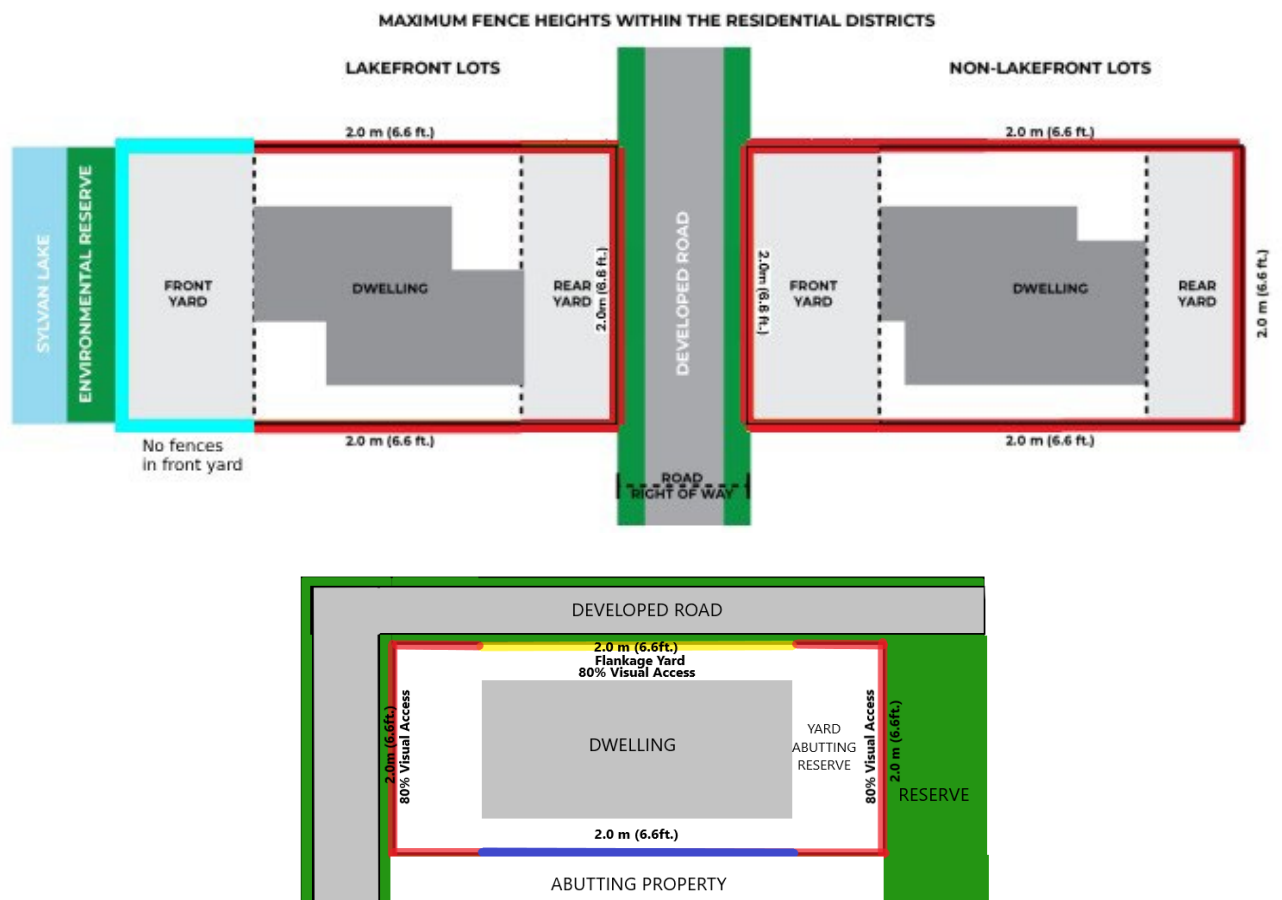 MAXIMUM FENCE HEIGHTS WITHIN THE RESIDENTIAL DISTRICTS
LAKEFRONT LOTS
NON-LAKEFRONT LOTS
2.0 m (6.6 ft.)
2.0 m (6.6 ft.)
SYLVAN LAKE
ENVIRONMENTAL RESERVE
FRONT
YARD
DWELLING
REAR
YARD
2.0m (6.6 ft.)
DEVELOPED ROAD
2.0m (6.6 ft.)
FRONT
YARD
DWELLING
REAR
YARD
2.0 m (6.6 ft.)
2.0 m (6.6 ft.)
2.0 m (6.6 ft.)
No fences
in front yard
ROAD
RIGHT OF WAY
DEVELOPED ROAD
2.0 m (6.6ft.)
Flankage Yard
80% Visual Access
2.0m (6.6ft.)
80% Visual Access
DWELLING
YARD
ABUTTING
RESERVE
80% Visual Access
2.0 m (6.6ft.)
RESERVE
2.0 m (6.6ft.)
ABUTTING PROPERTY